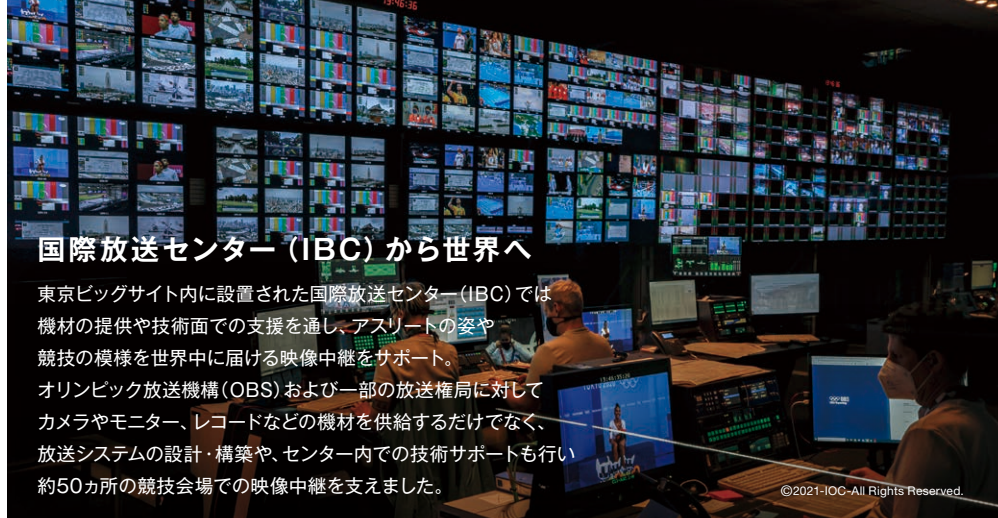 13:46:36
国際放送センター(IBC)から世界へ
東京ビッグサイト内に設置された国際放送センター(IBC)では
機材の提供や技術面での支援を通し、アスリートの姿や
競技の模様を世界中に届ける映像中継をサポート。
オリンピック放送機構(OBS)および一部の放送権局に対して
カメラやモニター、レコードなどの機材を供給するだけでなく、
放送システムの設計・構築や、センター内での技術サポートも行い
約50ヵ所の競技会場での映像中継を支えました。
©2021-IOC-All Rights Reserved.